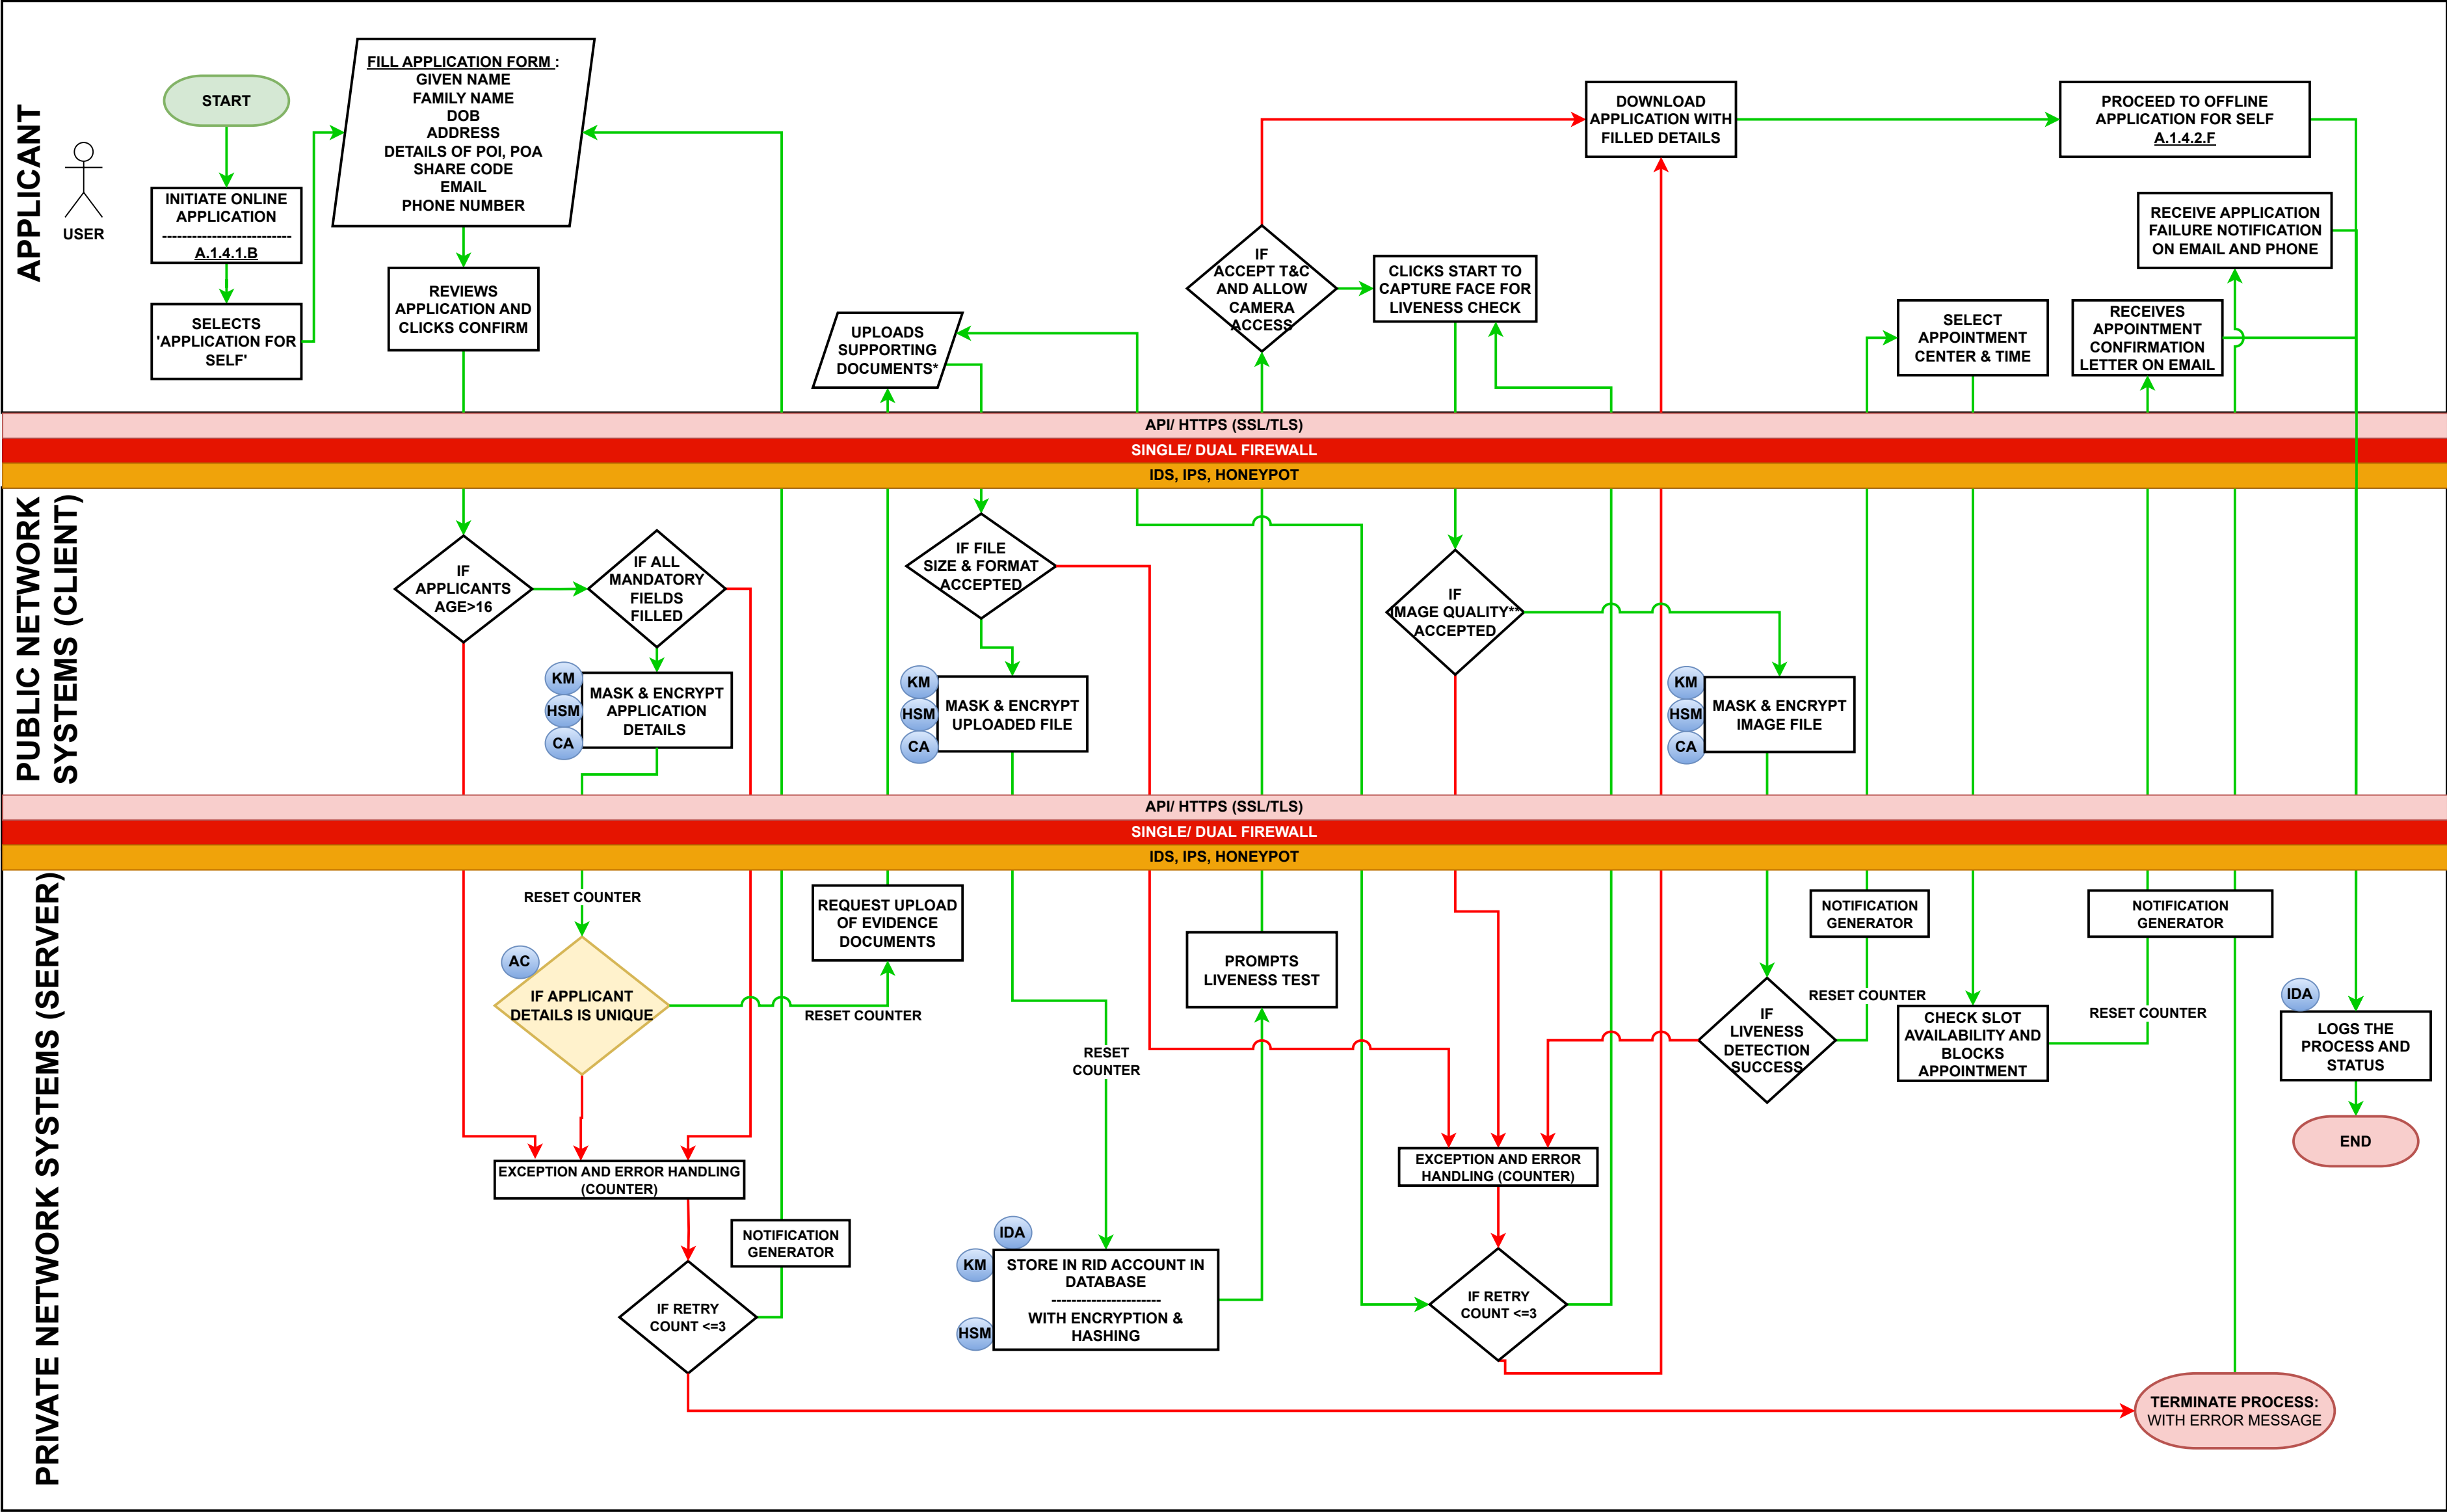 APPLICANT
USER
START
INITIATE ONLINE
APPLICATION
--------------------------
A.1.4.1.B
SELECTS
'APPLICATION FOR
SELF'
FILL APPLICATION FORM :
GIVEN NAME
FAMILY NAME
DOB
ADDRESS
DETAILS OF POI, POA
SHARE CODE
EMAIL
PHONE NUMBER
REVIEWS
APPLICATION AND
CLICKS CONFIRM
UPLOADS
SUPPORTING
DOCUMENTS*
IF
ACCEPT T&C
AND ALLOW
CAMERA
ACCESS
CLICKS START TO
CAPTURE FACE FOR
LIVENESS CHECK
DOWNLOAD
APPLICATION WITH
FILLED DETAILS
PROCEED TO OFFLINE
APPLICATION FOR SELF
A.1.4.2.F
RECEIVE APPLICATION
FAILURE NOTIFICATION
ON EMAIL AND PHONE
SELECT
APPOINTMENT
CENTER & TIME
RECEIVES
APPOINTMENT
CONFIRMATION
LETTER ON EMAIL
API/ HTTPS (SSL/TLS)
SINGLE/ DUAL FIREWALL
IDS, IPS, HONEYPOT
PUBLIC NETWORK
SYSTEMS (CLIENT)
IF
APPLICANTS
AGE>16
IF ALL
MANDATORY
FIELDS
FILLED
KM
HSM
CA
MASK & ENCRYPT
APPLICATION
DETAILS
IF FILE
SIZE & FORMAT
ACCEPTED
KM
HSM
CA
MASK & ENCRYPT
UPLOADED FILE
IF
IMAGE QUALITY**
ACCEPTED
KM
HSM
CA
MASK & ENCRYPT
IMAGE FILE
API/ HTTPS (SSL/TLS)
SINGLE/ DUAL FIREWALL
IDS, IPS, HONEYPOT
PRIVATE NETWORK SYSTEMS (SERVER)
RESET COUNTER
AC
IF APPLICANT
DETAILS IS UNIQUE
RESET COUNTER
REQUEST UPLOAD
OF EVIDENCE
DOCUMENTS
EXCEPTION AND ERROR HANDLING
(COUNTER)
NOTIFICATION
GENERATOR
IF RETRY
COUNT <=3
RESET
COUNTER
IDA
KM
HSM
STORE IN RID ACCOUNT IN
DATABASE
----------------------
WITH ENCRYPTION &
HASHING
PROMPTS
LIVENESS TEST
EXCEPTION AND ERROR
HANDLING (COUNTER)
IF RETRY
COUNT <=3
IF
LIVENESS
DETECTION
SUCCESS
NOTIFICATION
GENERATOR
RESET COUNTER
CHECK SLOT
AVAILABILITY AND
BLOCKS
APPOINTMENT
NOTIFICATION
GENERATOR
RESET COUNTER
IDA
LOGS THE
PROCESS AND
STATUS
END
TERMINATE PROCESS:
WITH ERROR MESSAGE